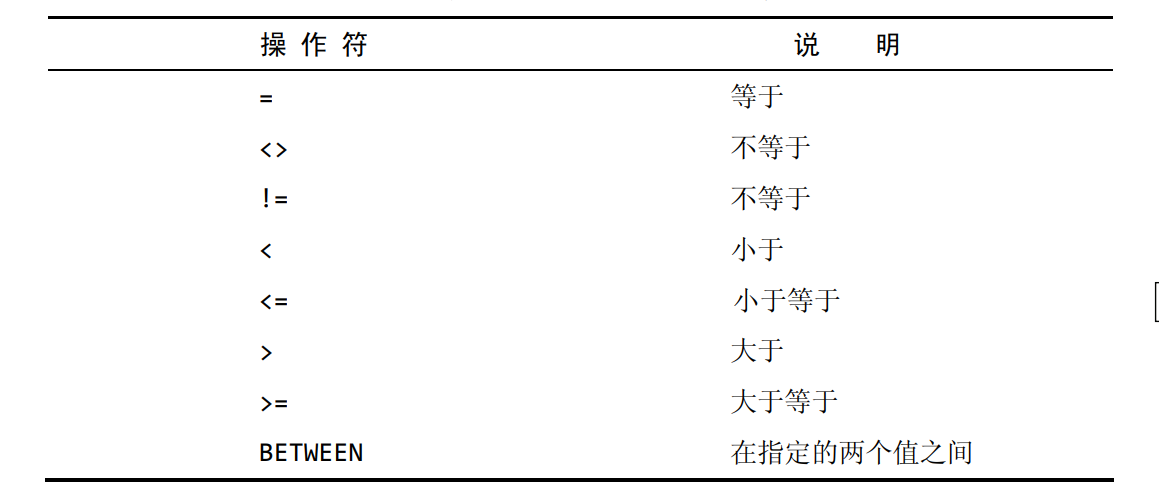 操 作 符 说 明
= 等于
<> 不等于
!= 不等于
< 小于
<= 小于等于
> 大于
>= 大于等于
BETWEEN 在指定的两个值之间